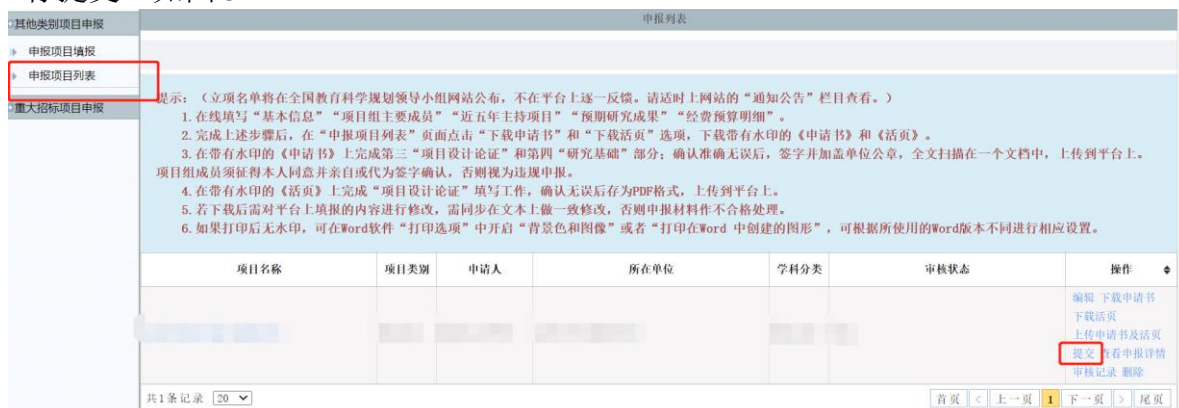 其他类别项目申报
申报项目填报
申报项目列表
重大招标项目申报
申报列表
提示：（立项名单将在全国教育科学规划领导小组网站公布，不在平台上逐一反馈。请适时上网站的“通知公告”栏目查看。）
1.在线填写“基本信息”“项目组主要成员”“近五年主持项目”“预期研究成果”“经费预算明细”。
2.完成上述步骤后，在“申报项目列表”页面点击“下载申请书”和“下载活页”选项，下载带有水印的《申请书》和《活页》。
3.在带有水印的《申请书》上完成第三“项目设计论证”和第四“研究基础”部分；确认准确无误后，签字并加盖单位公章，全文扫描在一个文档中，上传到平台上。
项目组成员须征得本人同意并亲自或代为签字确认，否则视为违规申报。
4.在带有水印的《活页》上完成“项目设计论证”填写工作，确认无误后存为PDF格式，上传到平台上。
5.若下载后需对平台上填报的内容进行修改，需同步在文本上做一致修改，否则申报材料作不合格处理。
6.如果打印后无水印，可在Word软件“打印选项”中开启“背景色和图像”或者“打印在Word 中创建的图形”，可根据所使用的Word版本不同进行相应设置。
项目名称 项目类别 申请人 所在单位 学科分类 审核状态 操作
编辑 下载申请书
下载活页
上传申请书及活页
提交 查看申报详情
审核记录 删除
共1条记录 20 首页 < 上一页 1 下一页 > 尾页